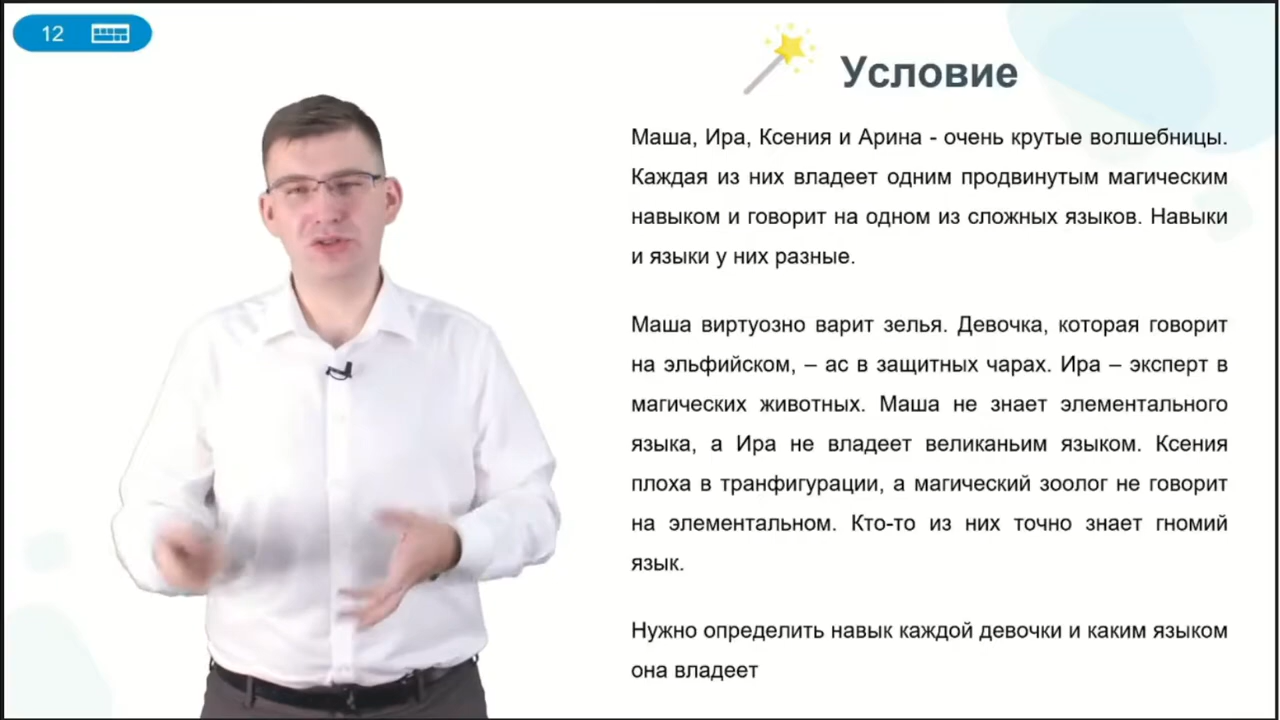 12
Условие
Маша, Ира, Ксения и Арина - очень крутые волшебницы.
Каждая из них владеет одним продвинутым магическим
навыком и говорит на одном из сложных языков. Навыки
и языки у них разные.
Маша виртуозно варит зелья. Девочка, которая говорит
на эльфийском, – ас в защитных чарах. Ира – эксперт в
магических животных. Маша не знает элементального
языка, а Ира не владеет великаньим языком. Ксения
плоха в транфигурации, а магический зоолог не говорит
на элементальном. Кто-то из них точно знает гномий
язык.
Нужно определить навык каждой девочки и каким языком
она владеет